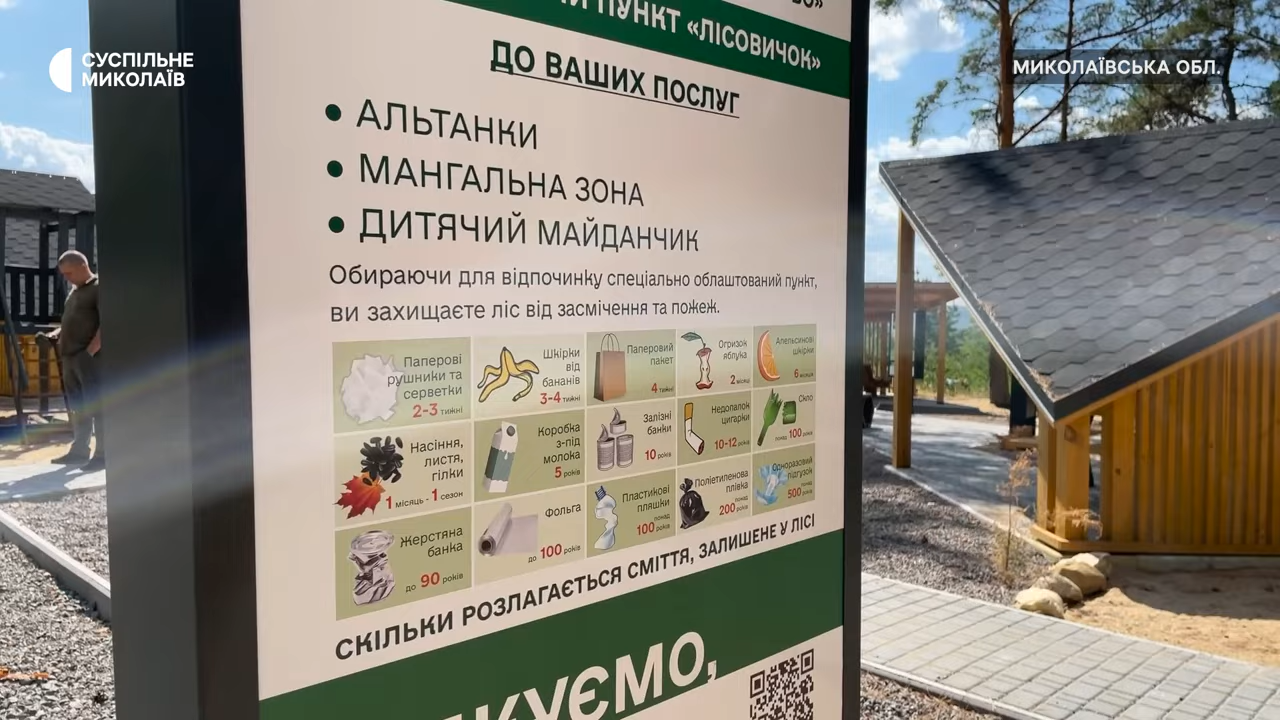 СУСПІЛЬНЕ
МИКОЛАЇВ
МИКОЛАЇВСЬКА ОБЛ.
ПУНКТ «ЛІСОВИЧОК»
ДО ВАШИХ ПОСЛУГ
• АЛЬТАНКИ
• МАНГАЛЬНА ЗОНА
• ДИТЯЧИЙ МАЙДАНЧИК
Обираючи для відпочинку спеціально облаштований пункт,
ви захищаєте ліс від засмічення та пожеж.
Паперові
рушники та
серветки
2-3 тижні
Шкірки
від
бананів
3-4 тижні
Паперовий
пакет
4 тижні
Огризок
яблука
2 місяці
Апельсинові
шкірки
6 місяців
Насіння,
листя,
гілки
1 місяць - 1 сезон
Коробка
з-під
молока
5 років
Залізні
банки
10 років
Недопалок
цигарки
10-12 років
Скло
понад 100 років
Жерстяна
банка
до 90 років
Фольга
до 100 років
Пластикові
пляшки
понад
100 років
Поліетиленова
плівка
понад
200 років
Одноразовий
підгузок
понад
500 років
СКІЛЬКИ РОЗЛАГАЄТЬСЯ СМІТТЯ, ЗАЛИШЕНЕ У ЛІСІ